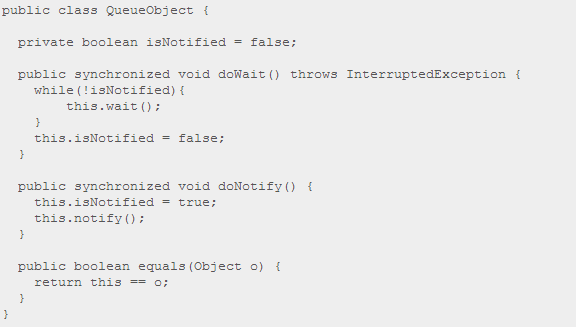 public class QueueObject {
  private boolean isNotified = false;
  public synchronized void doWait() throws InterruptedException {
    while(!isNotified){
        this.wait();
    }
    this.isNotified = false;
  }
  public synchronized void doNotify() {
    this.isNotified = true;
    this.notify();
  }
  public boolean equals(Object o) {
    return this == o;
  }
}